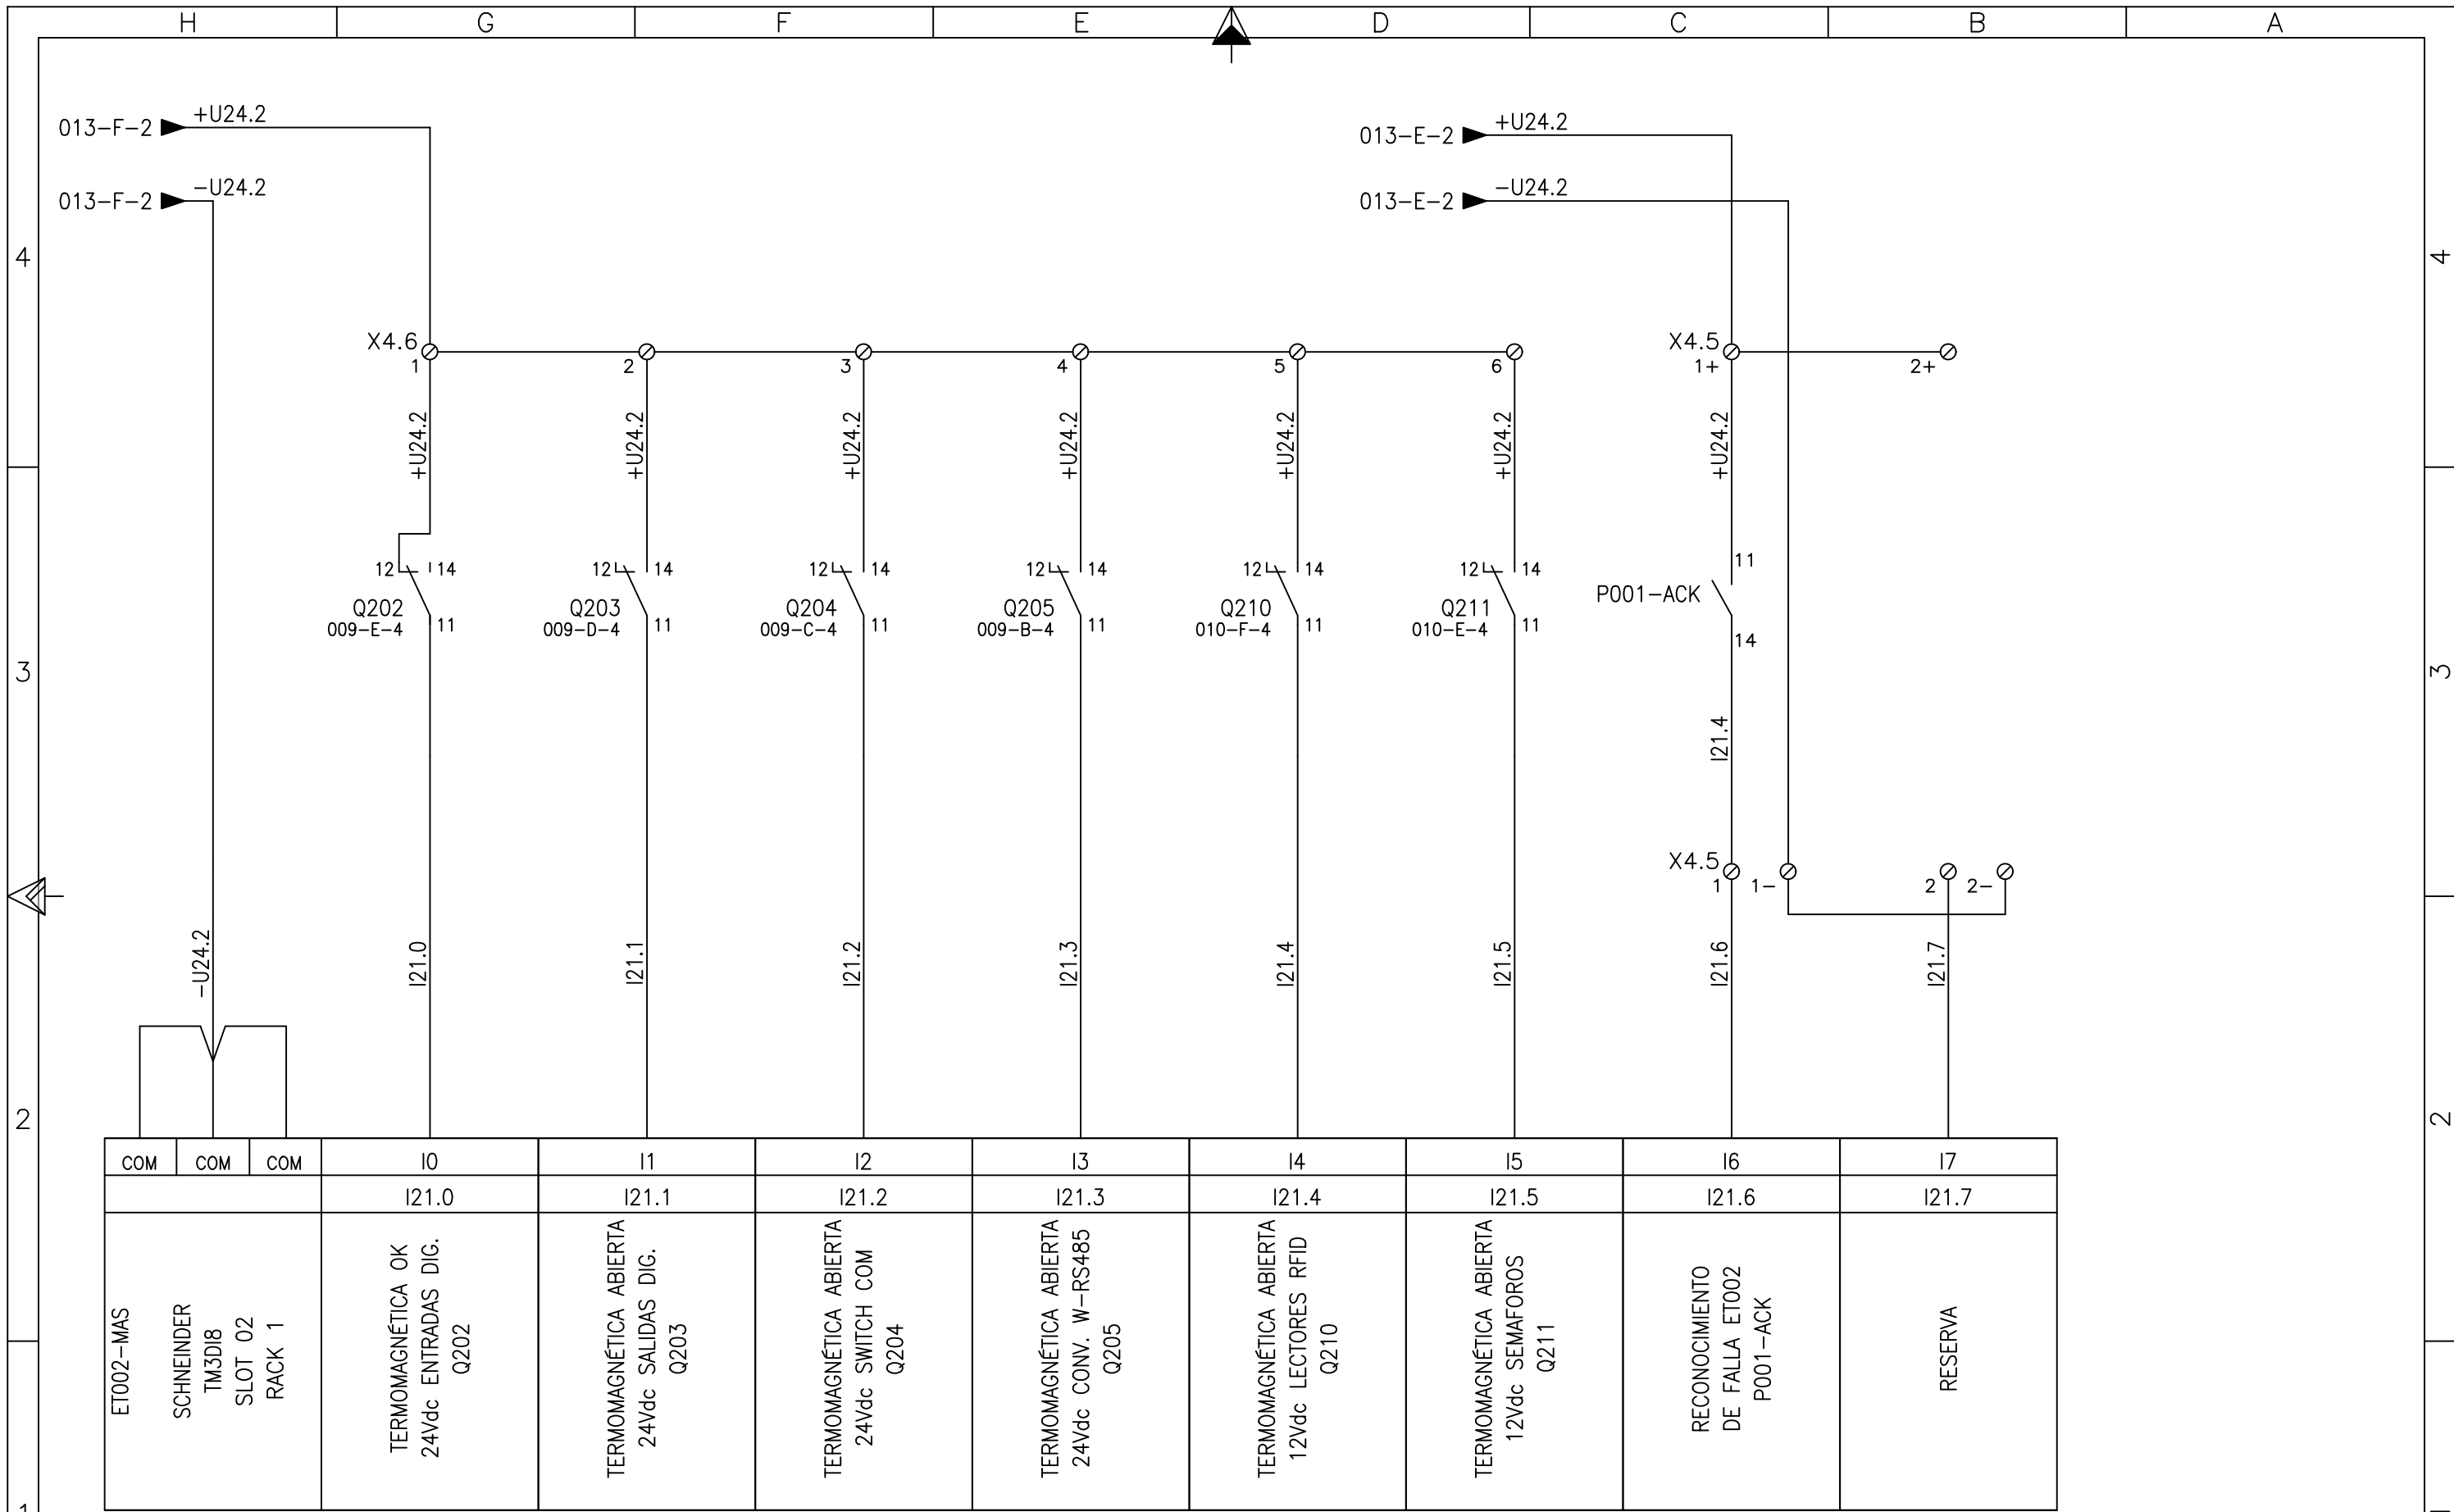 H G F E D C B A
013-F-2 +U24.2
013-E-2 +U24.2
013-F-2 -U24.2
013-E-2 -U24.2
4 4
X4.6 X4.5
1 2 3 4 5 6 1+ 2+
+U24.2 +U24.2 +U24.2 +U24.2 +U24.2 +U24.2 +U24.2
11
12 14 12 14 12 14 12 14 12 14 12 14
P001-ACK
Q202 Q203 Q204 Q205 Q210 Q211
009-E-4 11 009-D-4 11 009-C-4 11 009-B-4 11 010-F-4 11 010-E-4 11
14
3 3
I21.4
X4.5
1 1- 2 2-
-U24.2 I21.0 I21.1 I21.2 I21.3 I21.4 I21.5 I21.6 I21.7
2 2
COM COM COM I0 I1 I2 I3 I4 I5 I6 I7
I21.0 I21.1 I21.2 I21.3 I21.4 I21.5 I21.6 I21.7
ET002-MAS
SCHNEINDER
TM3DI8
SLOT 02
RACK 1
TERMOMAGNÉTICA OK
24Vdc ENTRADAS DIG.
Q202
TERMOMAGNÉTICA ABIERTA
24Vdc SALIDAS DIG.
Q203
TERMOMAGNÉTICA ABIERTA
24Vdc SWITCH COM
Q204
TERMOMAGNÉTICA ABIERTA
24Vdc CONV. W-RS485
Q205
TERMOMAGNÉTICA ABIERTA
12Vdc LECTORES RFID
Q210
TERMOMAGNÉTICA ABIERTA
12Vdc SEMAFOROS
Q211
RECONOCIMIENTO
DE FALLA ET002
P001-ACK
RESERVA